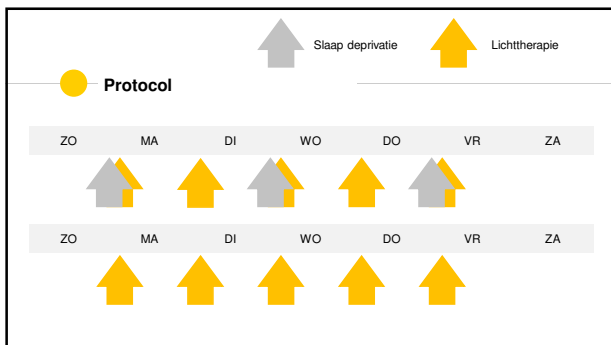 Slaap deprivatie Lichttherapie
Protocol
ZO MA DI WO DO VR ZA
ZO MA DI WO DO VR ZA